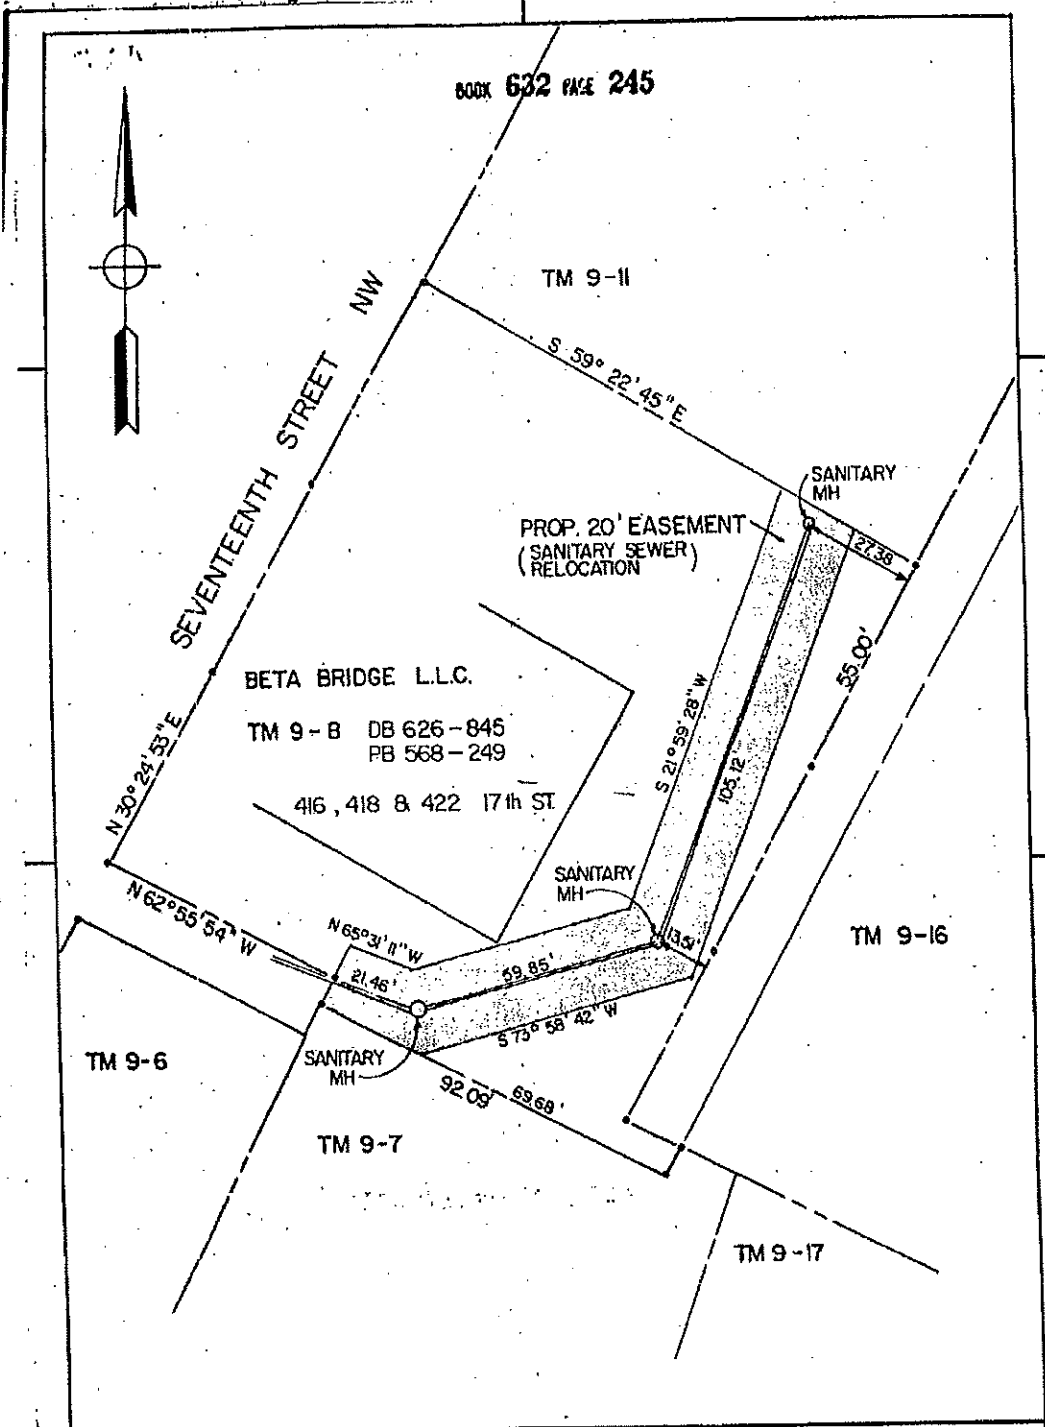 BOOK 632 PAGE 245
TM 9-11
SEVENTEENTH STREET NW
S 59° 22' 45" E
SANITARY
MH
PROP. 20' EASEMENT
(SANITARY SEWER)
RELOCATION
27.38
55.00'
BETA BRIDGE L.L.C.
TM 9-8 DB 626-845
PB 568-249
416, 418 & 422 17th ST.
N 30° 24' 53" E
S 21° 59' 28" W
105.12'
SANITARY
MH
13.51'
N 62° 55' 54" W
N 65° 31' 11" W
21.46'
59.85'
S 73° 58' 42" W
TM 9-16
TM 9-6
SANITARY
MH
92.09'
69.68'
TM 9-7
TM 9-17